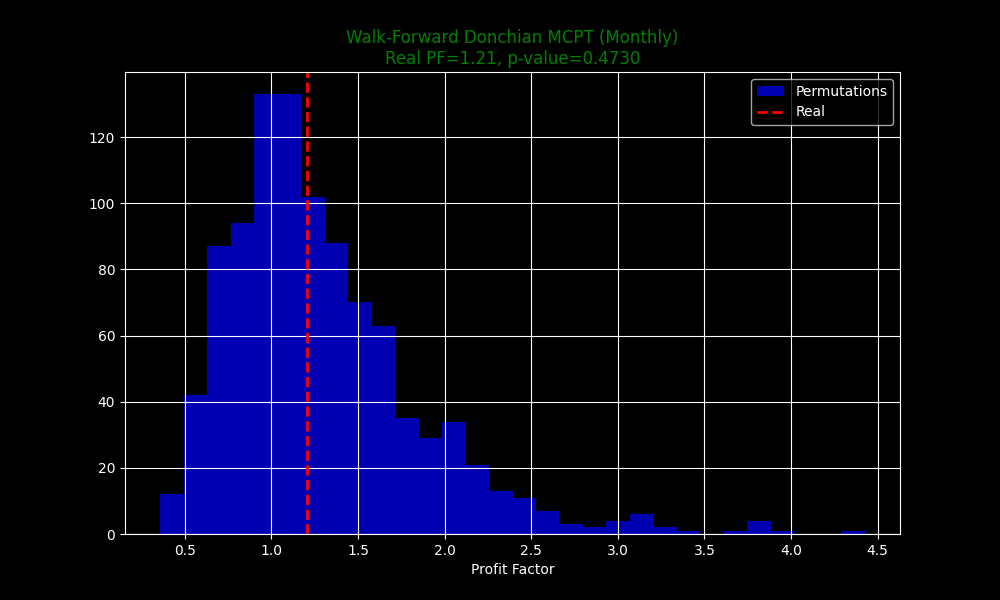 Walk-Forward Donchian MCPT (Monthly)
Real PF=1.21, p-value=0.4730
Permutations
Real
120
100
80
60
40
20
0
0.5 1.0 1.5 2.0 2.5 3.0 3.5 4.0 4.5
Profit Factor